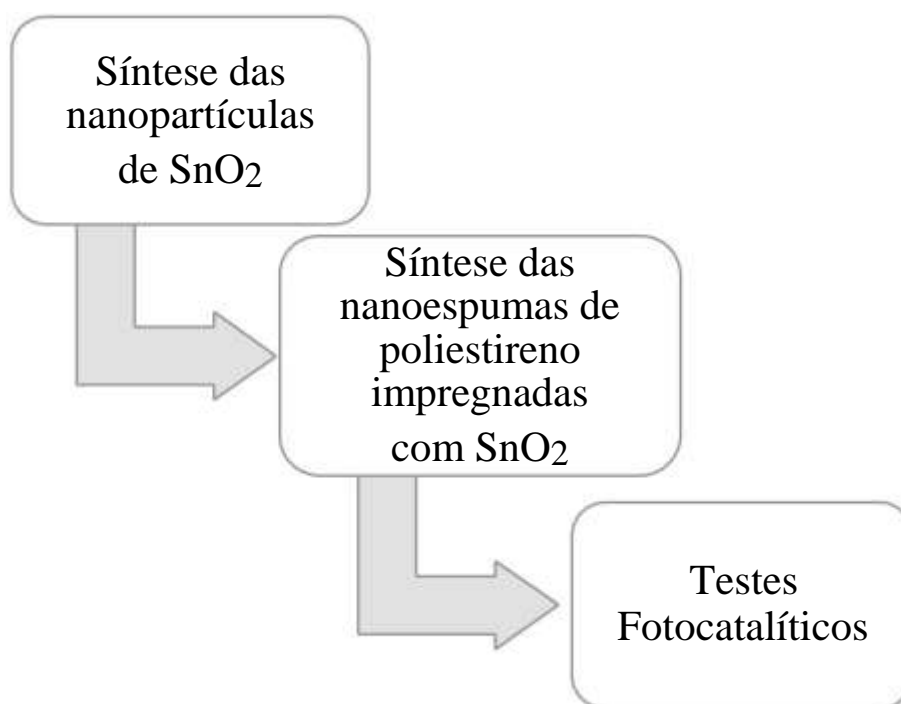 Síntese das
nanopartículas
de SnO2
Síntese das
nanoespumas de
poliestireno
impregnadas
com SnO2
Testes
Fotocatalíticos